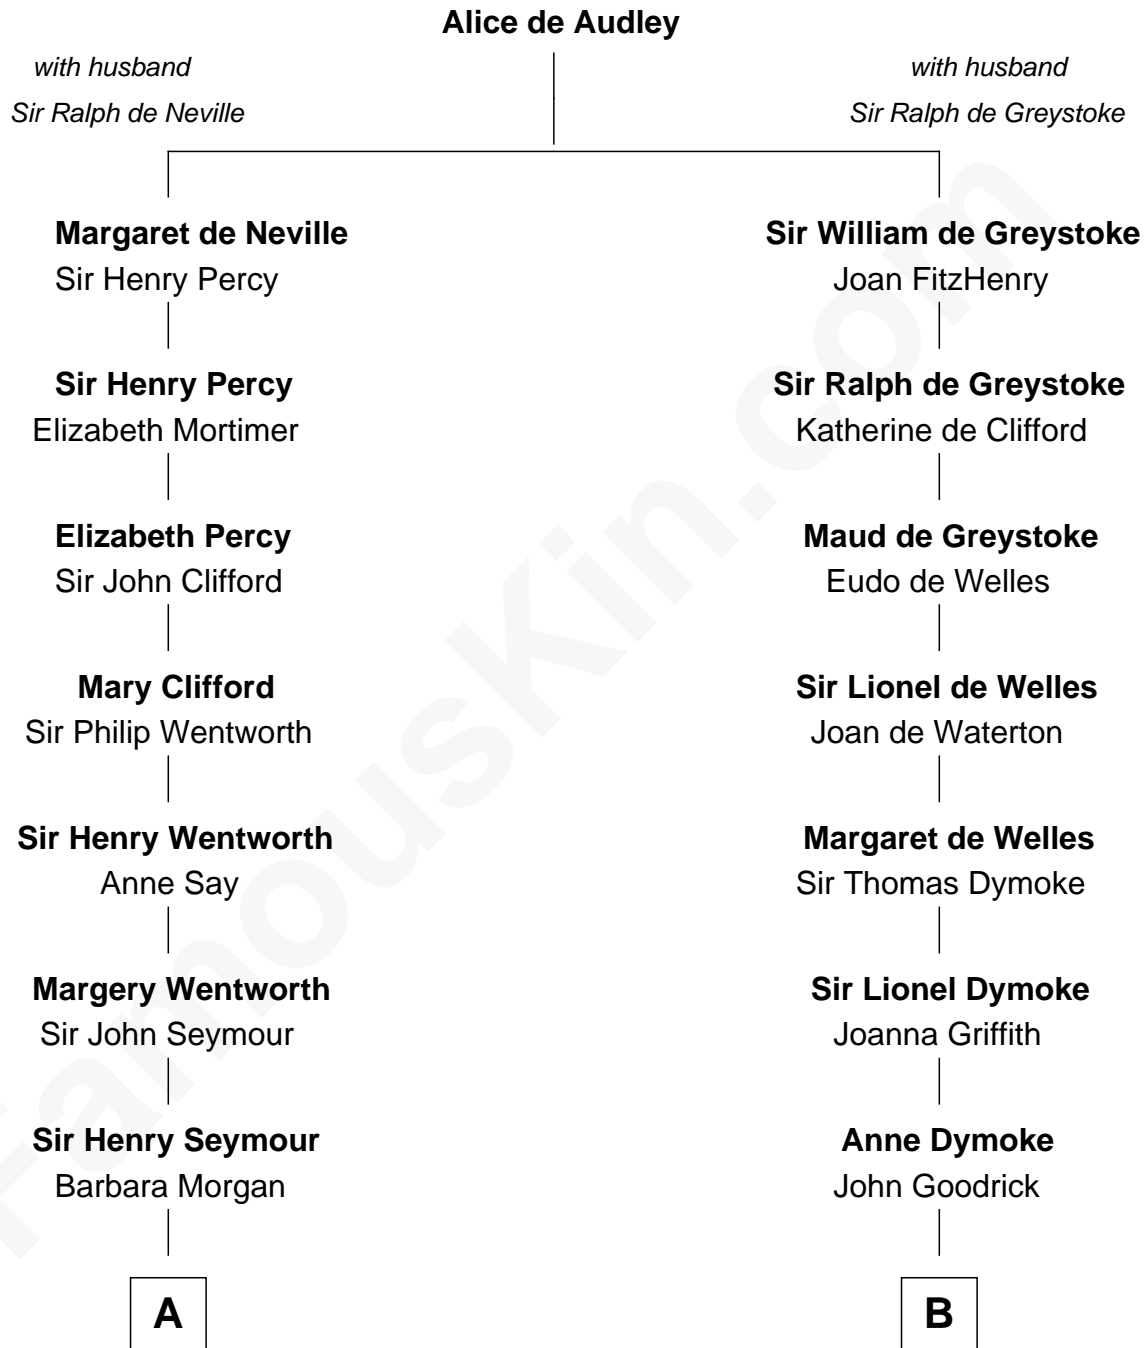 Alice de Audley
with husband
Sir Ralph de Neville
with husband
Sir Ralph de Greystoke
Margaret de Neville
Sir Henry Percy
Sir William de Greystoke
Joan FitzHenry
Sir Henry Percy
Elizabeth Mortimer
Sir Ralph de Greystoke
Katherine de Clifford
Elizabeth Percy
Sir John Clifford
Maud de Greystoke
Eudo de Welles
Mary Clifford
Sir Philip Wentworth
Sir Lionel de Welles
Joan de Waterton
Sir Henry Wentworth
Anne Say
Margaret de Welles
Sir Thomas Dymoke
Margery Wentworth
Sir John Seymour
Sir Lionel Dymoke
Joanna Griffith
Sir Henry Seymour
Barbara Morgan
Anne Dymoke
John Goodrick
A
B
FamousKin.com